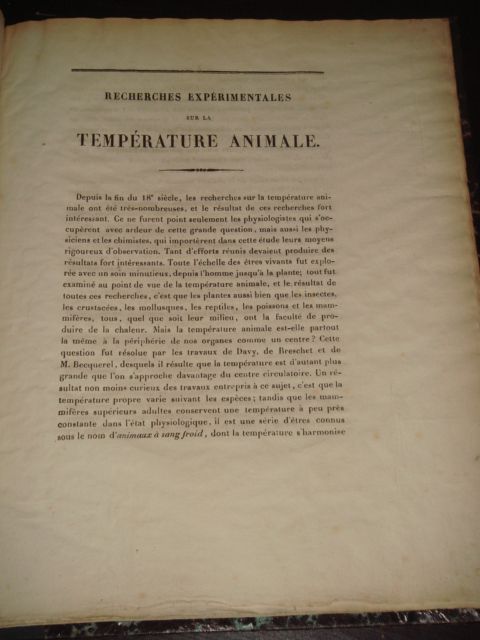 RECHERCHES EXPÉRIMENTALES
SUR LA
TEMPÉRATURE ANIMALE.
Depuis la fin du 18e siècle, les recherches sur la température ani-
male ont été très-nombreuses, et le résultat de ces recherches fort
intéressant. Ce ne furent point seulement les physiologistes qui s'oc-
cupèrent avec ardeur de cette grande question, mais aussi les phy-
siciens et les chimistes, qui importèrent dans cette étude leurs moyens
rigoureux d'observation. Tant d'efforts réunis devaient produire des
résultats fort intéressants. Toute l'échelle des êtres vivants fut explo-
rée avec un soin minutieux, depuis l'homme jusqu'à la plante; tout fut
examiné au point de vue de la température animale, et le résultat de
toutes ces recherches, c'est que les plantes aussi bien que les insectes,
les crustacées, les mollusques, les reptiles, les poissons et les mam-
mifères, tous, quel que soit leur milieu, ont la faculté de pro-
duire de la chaleur. Mais la température animale est-elle partout
la même à la périphérie de nos organes comme un centre? Cette
question fut résolue par les travaux de Davy, de Breschet et de
M. Becquerel, desquels il résulte que la température est d'autant plus
grande que l'on s'approche davantage du centre circulatoire. Un ré-
sultat non moins curieux des travaux entrepris à ce sujet, c'est que la
température propre varie suivant les espèces; tandis que les mam-
mifères supérieurs adultes conservent une température à peu près
constante dans l'état physiologique, il est une série d'êtres connus
sous le nom d'animaux à sang froid, dont la température s'harmonise